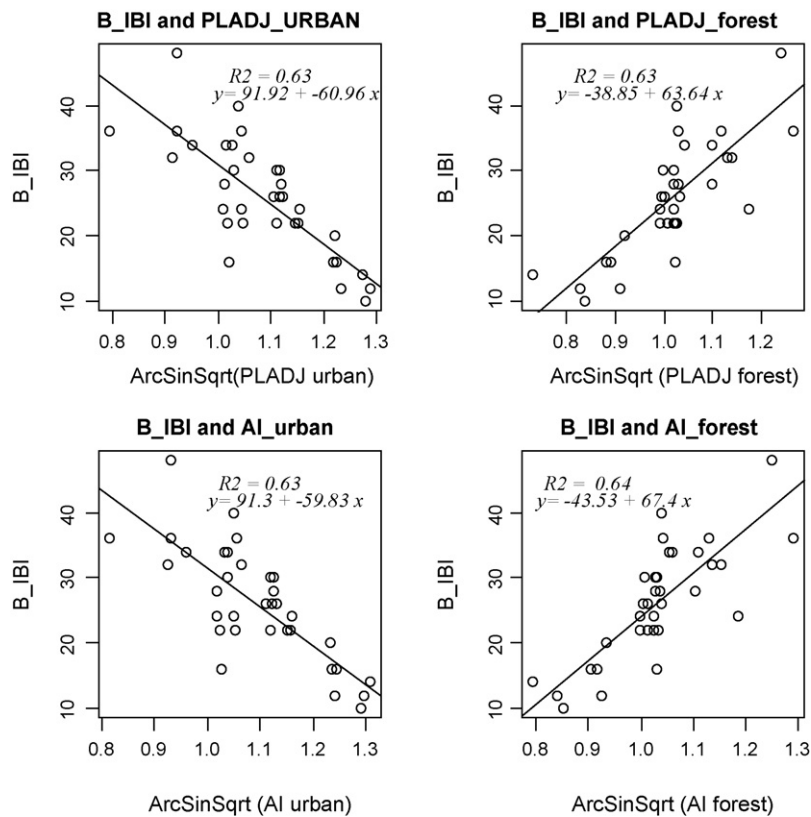 B_IBI and PLADJ_URBAN
R2 = 0.63
y= 91.92 + -60.96 x
B_IBI
40
30
20
10
0.8 0.9 1.0 1.1 1.2 1.3
ArcSinSqrt(PLADJ urban)
B_IBI and PLADJ_forest
R2 = 0.63
y= -38.85 + 63.64 x
B_IBI
40
30
20
10
0.8 0.9 1.0 1.1 1.2
ArcSinSqrt (PLADJ forest)
B_IBI and AI_urban
R2 = 0.63
y= 91.3 + -59.83 x
B_IBI
40
30
20
10
0.8 0.9 1.0 1.1 1.2 1.3
ArcSinSqrt (AI urban)
B_IBI and AI_forest
R2 = 0.64
y= -43.53 + 67.4 x
B_IBI
40
30
20
10
0.8 0.9 1.0 1.1 1.2 1.3
ArcSinSqrt (AI forest)